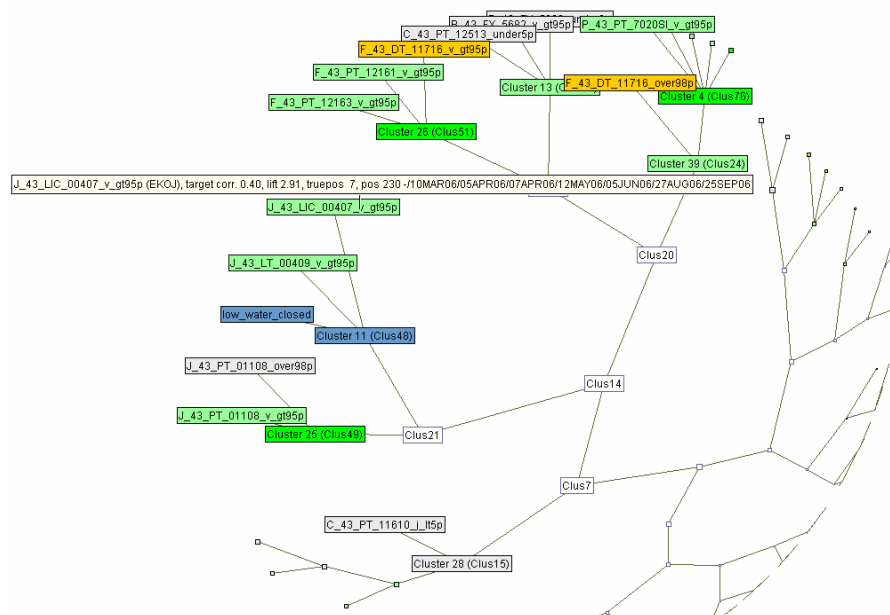 B_43_FX_5682_v_gt95p
P_43_PT_7020SI_v_gt95p
C_43_PT_12513_under5p
F_43_DT_11716_v_gt95p
F_43_PT_12161_v_gt95p
Cluster 13
F_43_DT_11716_over98p
Cluster 4 (Clus76)
F_43_PT_12163_v_gt95p
Cluster 26 (Clus51)
Cluster 39 (Clus24)
J_43_LIC_00407_v_gt95p (EKOJ), target corr. 0.40, lift 2.91, truepos 7, pos 230 -/10MAR06/05APR06/07APR06/12MAY06/05JUN06/27AUG06/25SEP06
J_43_LIC_00407_v_gt95p
Clus20
J_43_LT_00409_v_gt95p
low_water_closed
Cluster 11 (Clus48)
J_43_PT_01108_over98p
Clus14
J_43_PT_01108_v_gt95p
Cluster 25 (Clus49)
Clus21
Clus7
C_43_PT_11610_j_lt5p
Cluster 28 (Clus15)